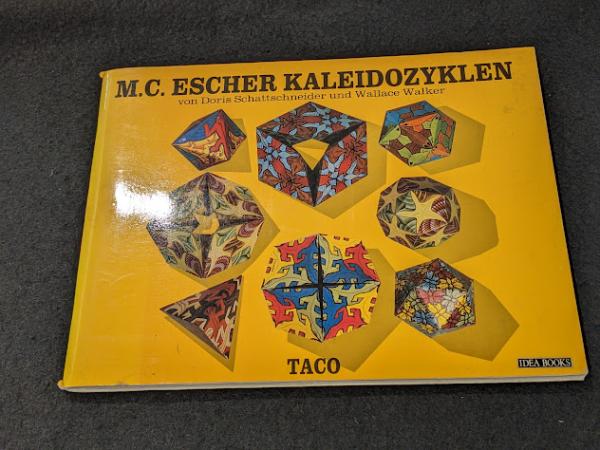 M.C. ESCHER KALEIDOZYKLEN
von Doris Schattschneider und Wallace Walker
TACO
IDEA BOOKS